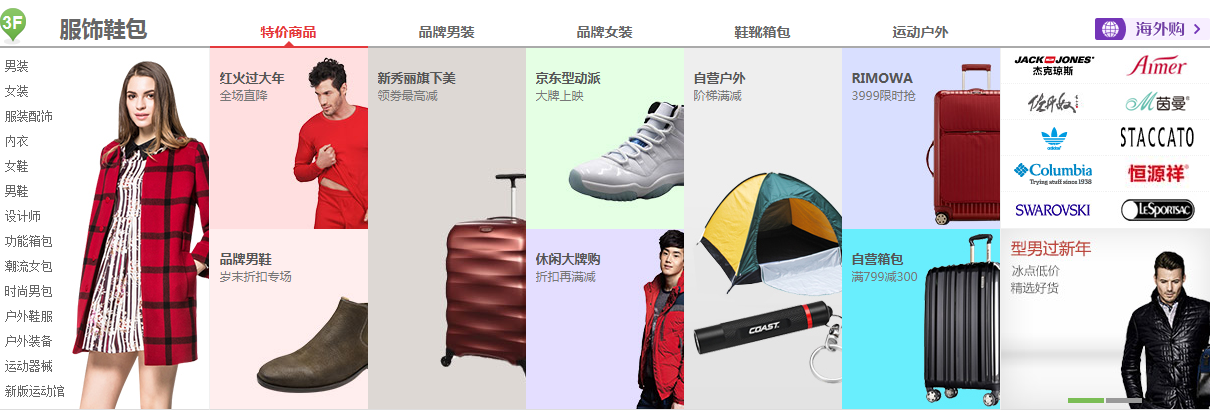 3F
服饰鞋包
特价商品
品牌男装
品牌女装
鞋靴箱包
运动户外
海外购 >
男装
女装
服装配饰
内衣
女鞋
男鞋
设计师
功能箱包
潮流女包
时尚男包
户外鞋服
户外装备
运动器械
新版运动馆
红火过大年
全场直降
品牌男鞋
岁末折扣专场
新秀丽旗下美
领券最高减
京东型动派
大牌上映
休闲大牌购
折扣再满减
自营户外
阶梯满减
COAST
RIMOWA
3999限时抢
自营箱包
满799减300
JACK JONES
杰克琼斯
Aimer
佐丹奴
茵曼
adidas
STACCATO
Columbia
Trying stuff since 1938
恒源祥
SWAROVSKI
LESPORTSAC
型男过新年
冰点低价
精选好货